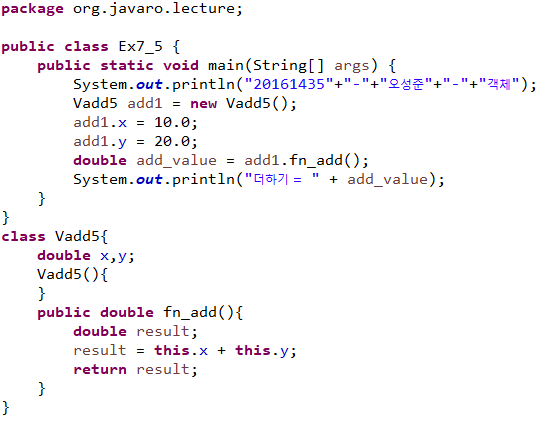 package org.javaro.lecture;

public class Ex7_5 {
    public static void main(String[] args) {
        System.out.println("20161435"+"-"+"오성준"+"-"+"객체");
        Vadd5 add1 = new Vadd5();
        add1.x = 10.0;
        add1.y = 20.0;
        double add_value = add1.fn_add();
        System.out.println("더하기 = " + add_value);
    }
}
class Vadd5{
    double x,y;
    Vadd5(){
    }
    public double fn_add(){
        double result;
        result = this.x + this.y;
        return result;
    }
}